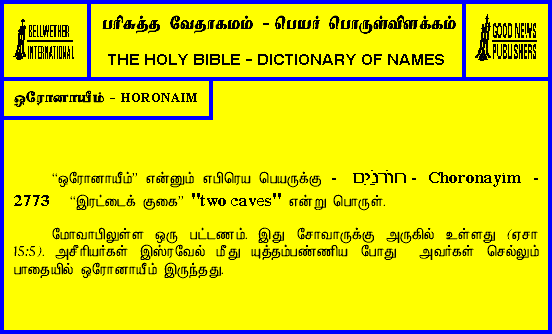 BELLWETHER
INTERNATIONAL
பரிசுத்த வேதாகமம் - பெயர் பொருள்விளக்கம்
THE HOLY BIBLE - DICTIONARY OF NAMES
GOOD NEWS
PUBLISHERS
ஒரோனாயீம் - HORONAIM
“ஒரோனாயீம்” என்னும் எபிரெய பெயருக்கு - חֹרֹנַיִם - Choronayim -
2773 “இரட்டைக் குகை” "two caves" என்று பொருள்.
மோவாபிலுள்ள ஒரு பட்டணம். இது சோவாருக்கு அருகில் உள்ளது (ஏசா
15:5). அசீரியர்கள் இஸ்ரவேல் மீது யுத்தம்பண்ணிய போது அவர்கள் செல்லும்
பாதையில் ஒரோனாயீம் இருந்தது.